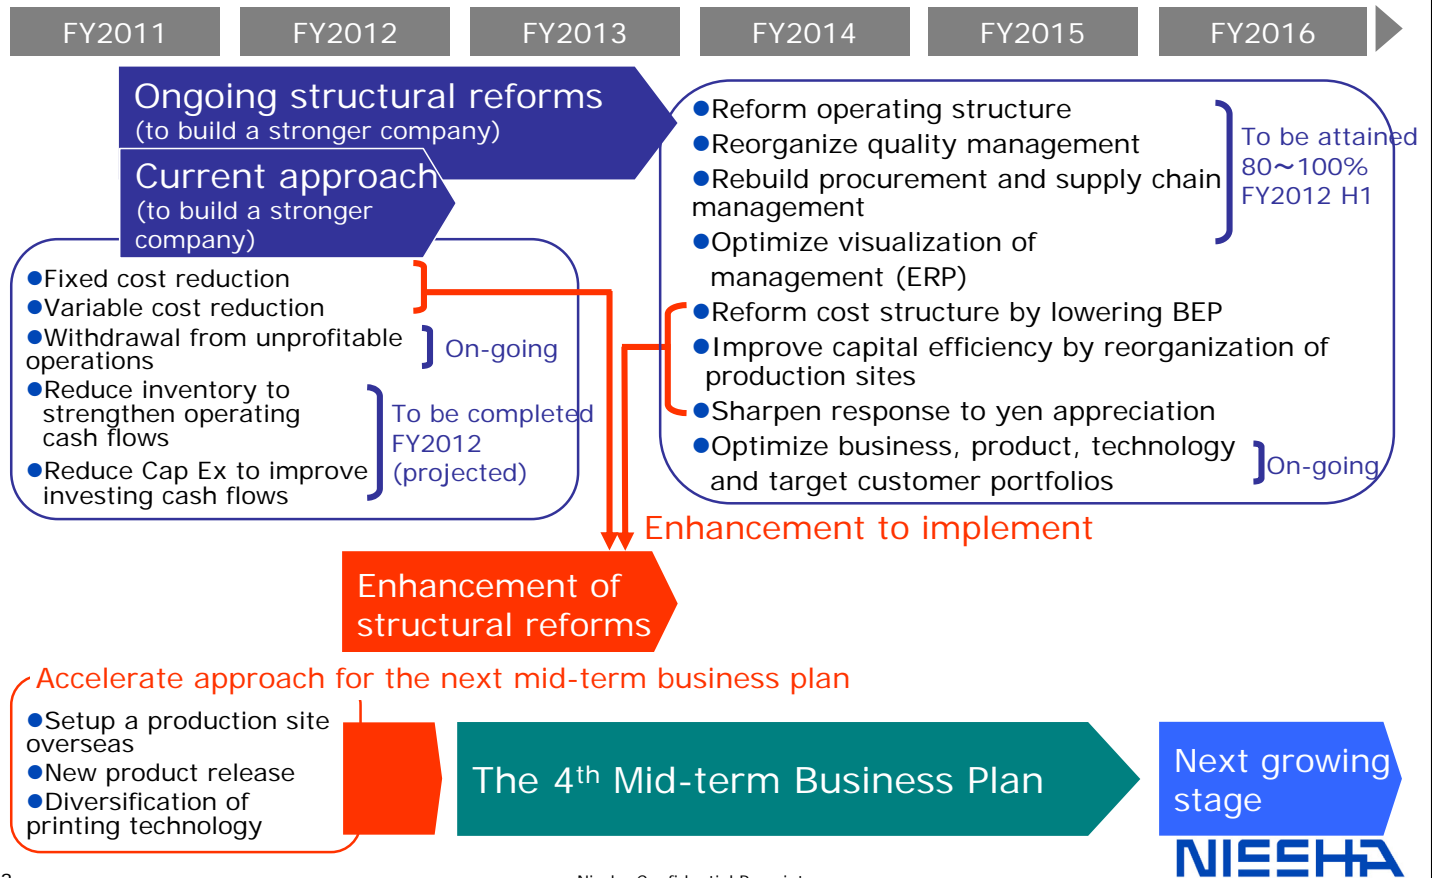 FY2011 FY2012 FY2013 FY2014 FY2015 FY2016
Ongoing structural reforms
(to build a stronger company)
Current approach
(to build a stronger
company)
●Fixed cost reduction
●Variable cost reduction
●Withdrawal from unprofitable
operations
On-going
●Reduce inventory to
strengthen operating
cash flows
●Reduce Cap Ex to improve
investing cash flows
To be completed
FY2012
(projected)
●Reform operating structure
●Reorganize quality management
●Rebuild procurement and supply chain
management
●Optimize visualization of
management (ERP)
To be attained
80～100%
FY2012 H1
●Reform cost structure by lowering BEP
●Improve capital efficiency by reorganization of
production sites
●Sharpen response to yen appreciation
●Optimize business, product, technology
and target customer portfolios
On-going
Enhancement to implement
Enhancement of
structural reforms
Accelerate approach for the next mid-term business plan
●Setup a production site
overseas
●New product release
●Diversification of
printing technology
The 4th Mid-term Business Plan
Next growing
stage
NISSHA